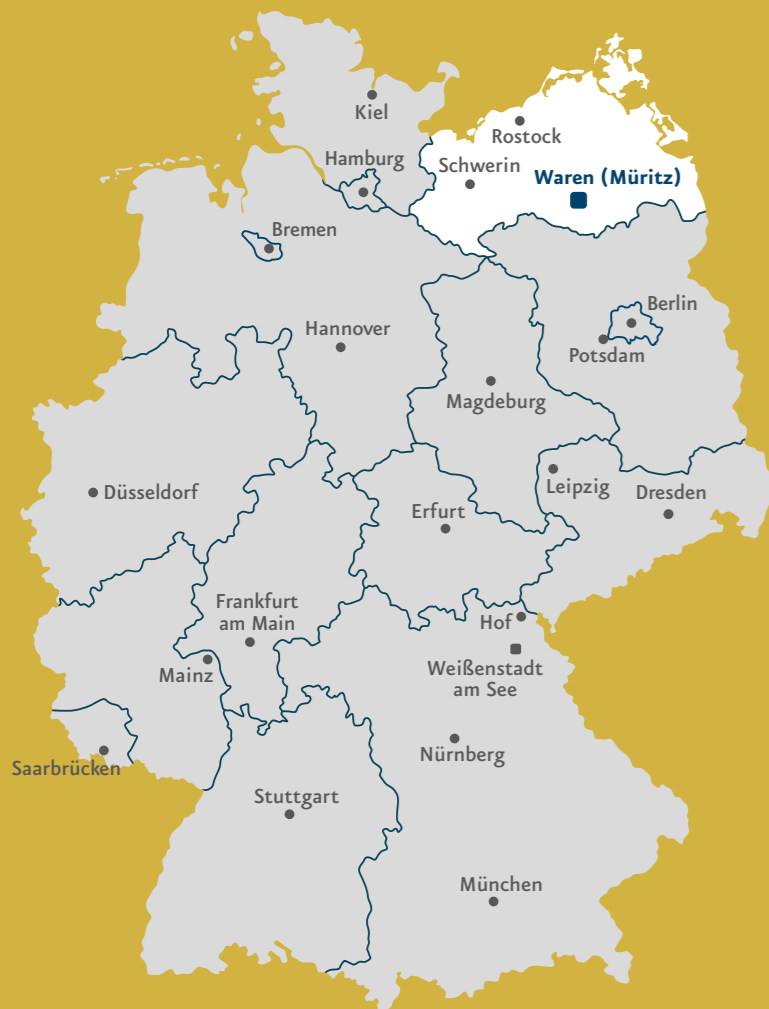 Kiel
Rostock
Hamburg
Schwerin
Waren (Müritz)
Bremen
Berlin
Hannover
Potsdam
Magdeburg
Düsseldorf
Leipzig
Dresden
Erfurt
Frankfurt
am Main
Hof
Mainz
Weißenstadt
am See
Nürnberg
Saarbrücken
Stuttgart
München